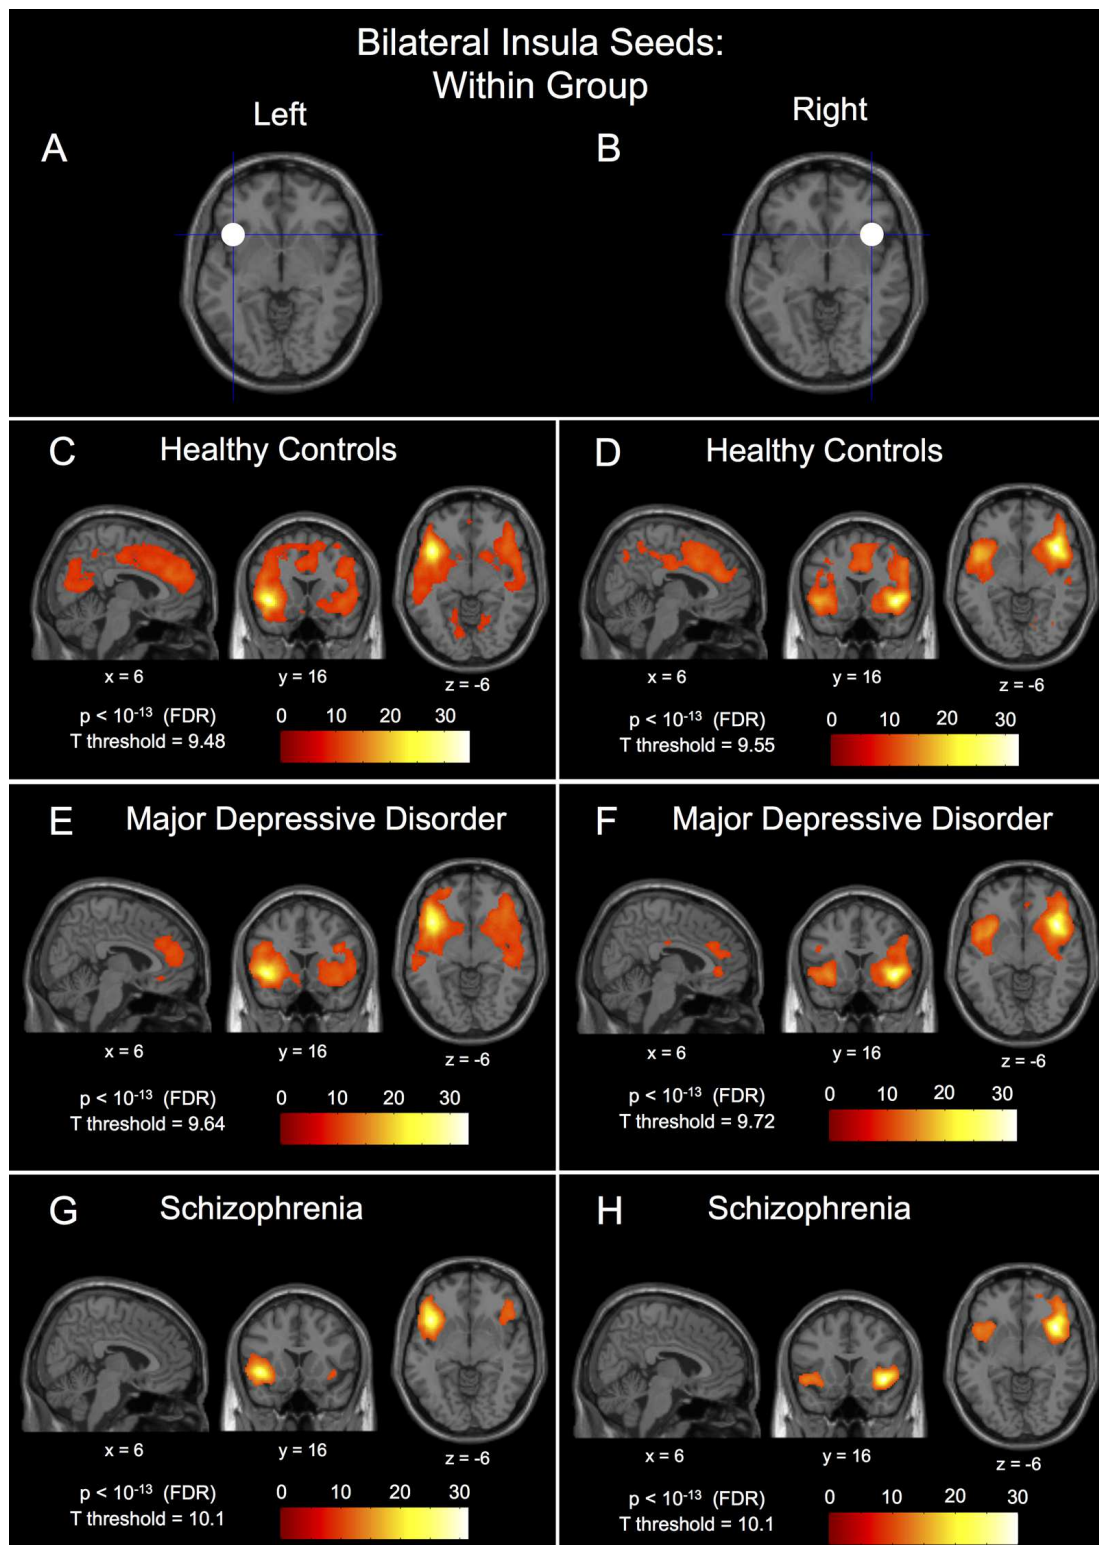 Bilateral Insula Seeds:
Within Group
Left
Right
A
B
C Healthy Controls
x = 6
y = 16
z = -6
p < 10⁻¹³ (FDR)
T threshold = 9.48
0 10 20 30
D Healthy Controls
x = 6
y = 16
z = -6
p < 10⁻¹³ (FDR)
T threshold = 9.55
0 10 20 30
E Major Depressive Disorder
x = 6
y = 16
z = -6
p < 10⁻¹³ (FDR)
T threshold = 9.64
0 10 20 30
F Major Depressive Disorder
x = 6
y = 16
z = -6
p < 10⁻¹³ (FDR)
T threshold = 9.72
0 10 20 30
G Schizophrenia
x = 6
y = 16
z = -6
p < 10⁻¹³ (FDR)
T threshold = 10.1
0 10 20 30
H Schizophrenia
x = 6
y = 16
z = -6
p < 10⁻¹³ (FDR)
T threshold = 10.1
0 10 20 30